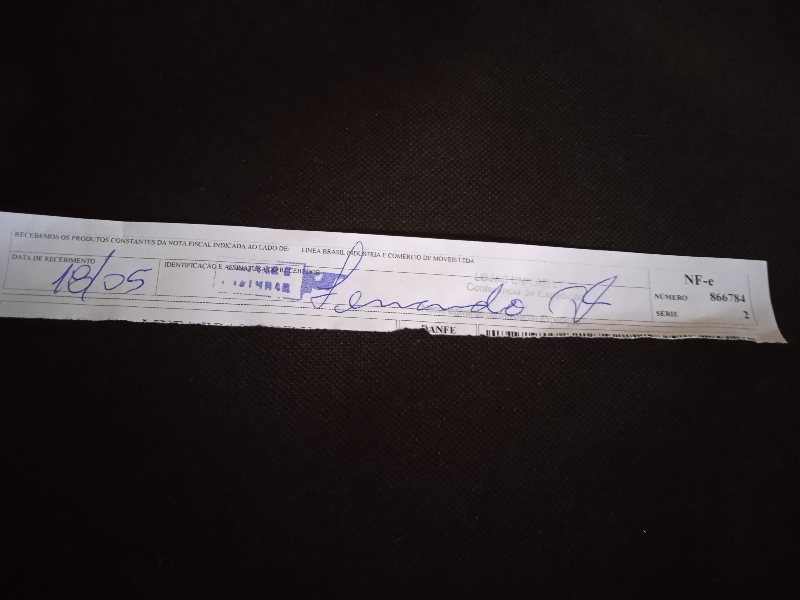 RECEBEMOS OS PRODUTOS CONSTANTES DA NOTA FISCAL INDICADA AO LADO DE: LINEA BRASIL INDUSTRIA E COMERCIO DE MÓVEIS LTDA
NF-e
DATA DE RECEBIMENTO
IDENTIFICAÇÃO E ASSINATURA DO RECEBEDOR
18/05
Fernando
NÚMERO 866784
SÉRIE 2
DANFE